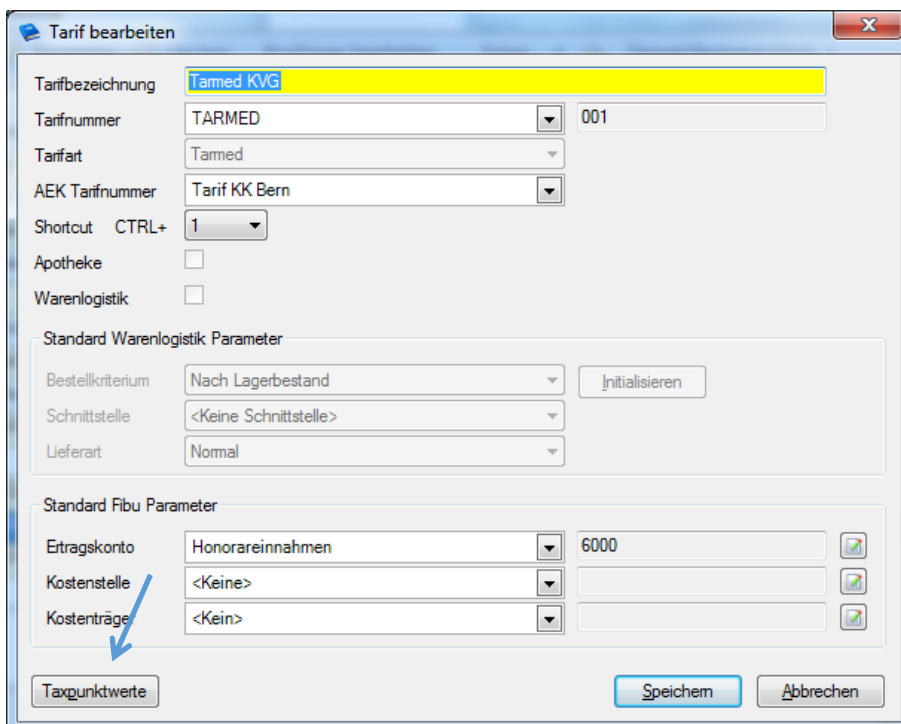 Tarif bearbeiten
Tarifbezeichnung Tarmed KVG
Tarifnummer TARMED 001
Tarifart Tarmed
AEK Tarifnummer Tarif KK Bern
Shortcut CTRL+ 1
Apotheke
Warenlogistik
Standard Warenlogistik Parameter
Bestellkriterium Nach Lagerbestand Initialisieren
Schnittstelle <Keine Schnittstelle>
Lieferart Normal
Standard Fibu Parameter
Ertragskonto Honorareinnahmen 6000
Kostenstelle <Keine>
Kostenträger <Kein>
Taxpunktwerte Speichern Abbrechen